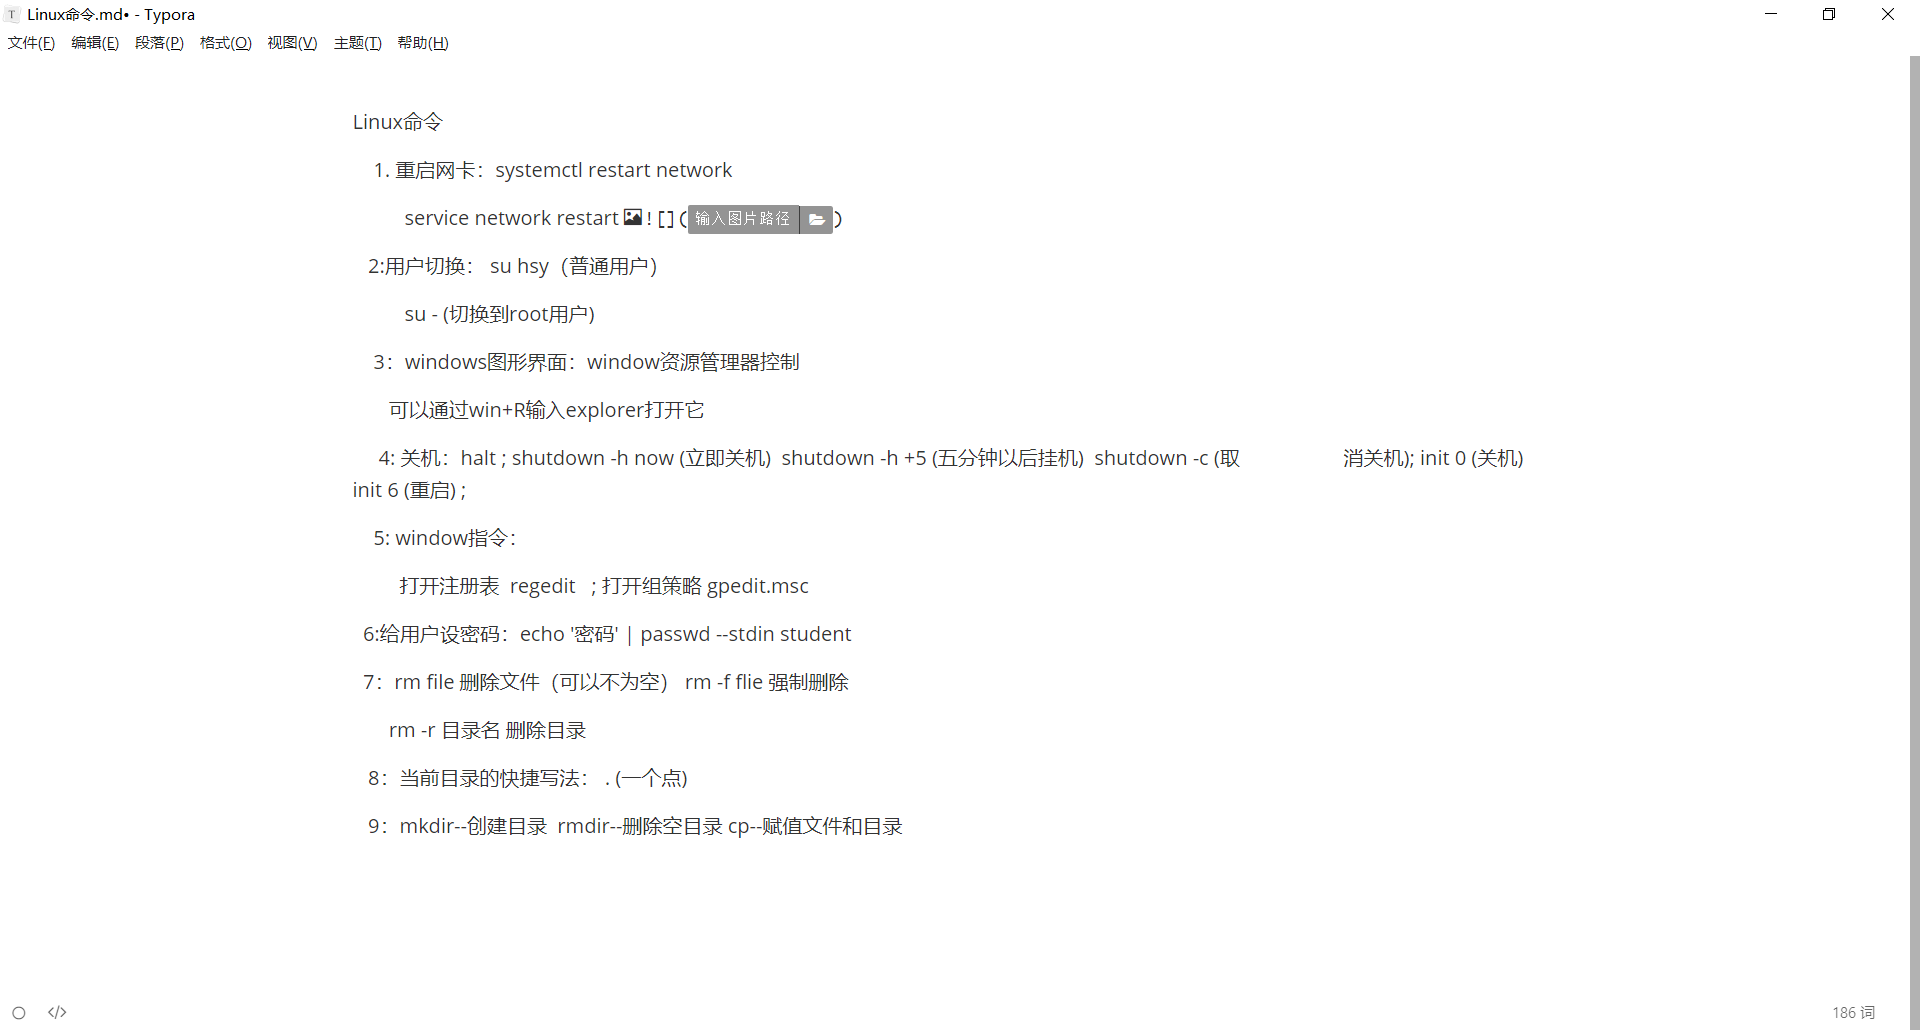 Linux命令.md• - Typora
文件(F) 编辑(E) 段落(P) 格式(O) 视图(V) 主题(T) 帮助(H)
Linux命令
1. 重启网卡：systemctl restart network
service network restart ![](输入图片路径)
2:用户切换： su hsy（普通用户）
su - (切换到root用户)
3：windows图形界面：window资源管理器控制
可以通过win+R输入explorer打开它
4: 关机：halt ; shutdown -h now (立即关机) shutdown -h +5 (五分钟以后挂机) shutdown -c (取 消关机); init 0 (关机)
init 6 (重启) ;
5: window指令：
打开注册表 regedit ; 打开组策略 gpedit.msc
6:给用户设密码：echo '密码' | passwd --stdin student
7：rm file 删除文件（可以不为空） rm -f flie 强制删除
rm -r 目录名 删除目录
8：当前目录的快捷写法： . (一个点)
9：mkdir--创建目录 rmdir--删除空目录 cp--赋值文件和目录
</> 186 词